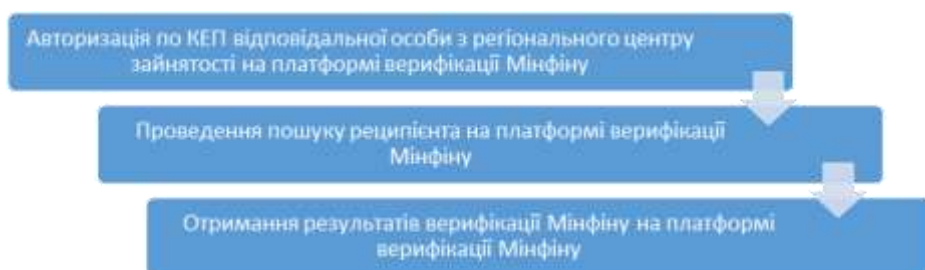 Авторизація по КЕП відповідальної особи з регіонального центру
зайнятості на платформі верифікації Мінфіну
Проведення пошуку реципієнта на платформі верифікації
Мінфіну
Отримання результатів верифікації Мінфіну на платформі
верифікації Мінфіну